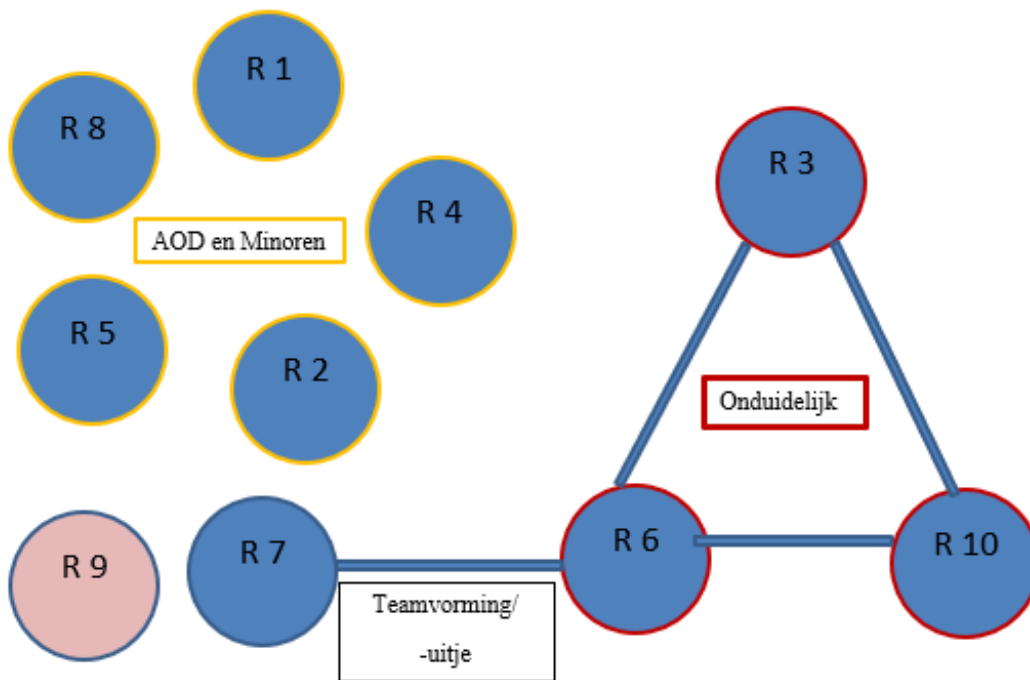 R 1
R 8
R 3
R 4
AOD en Minoren
R 5
R 2
Onduidelijk
R 9
R 7
R 6
R 10
Teamvorming/
-uitje